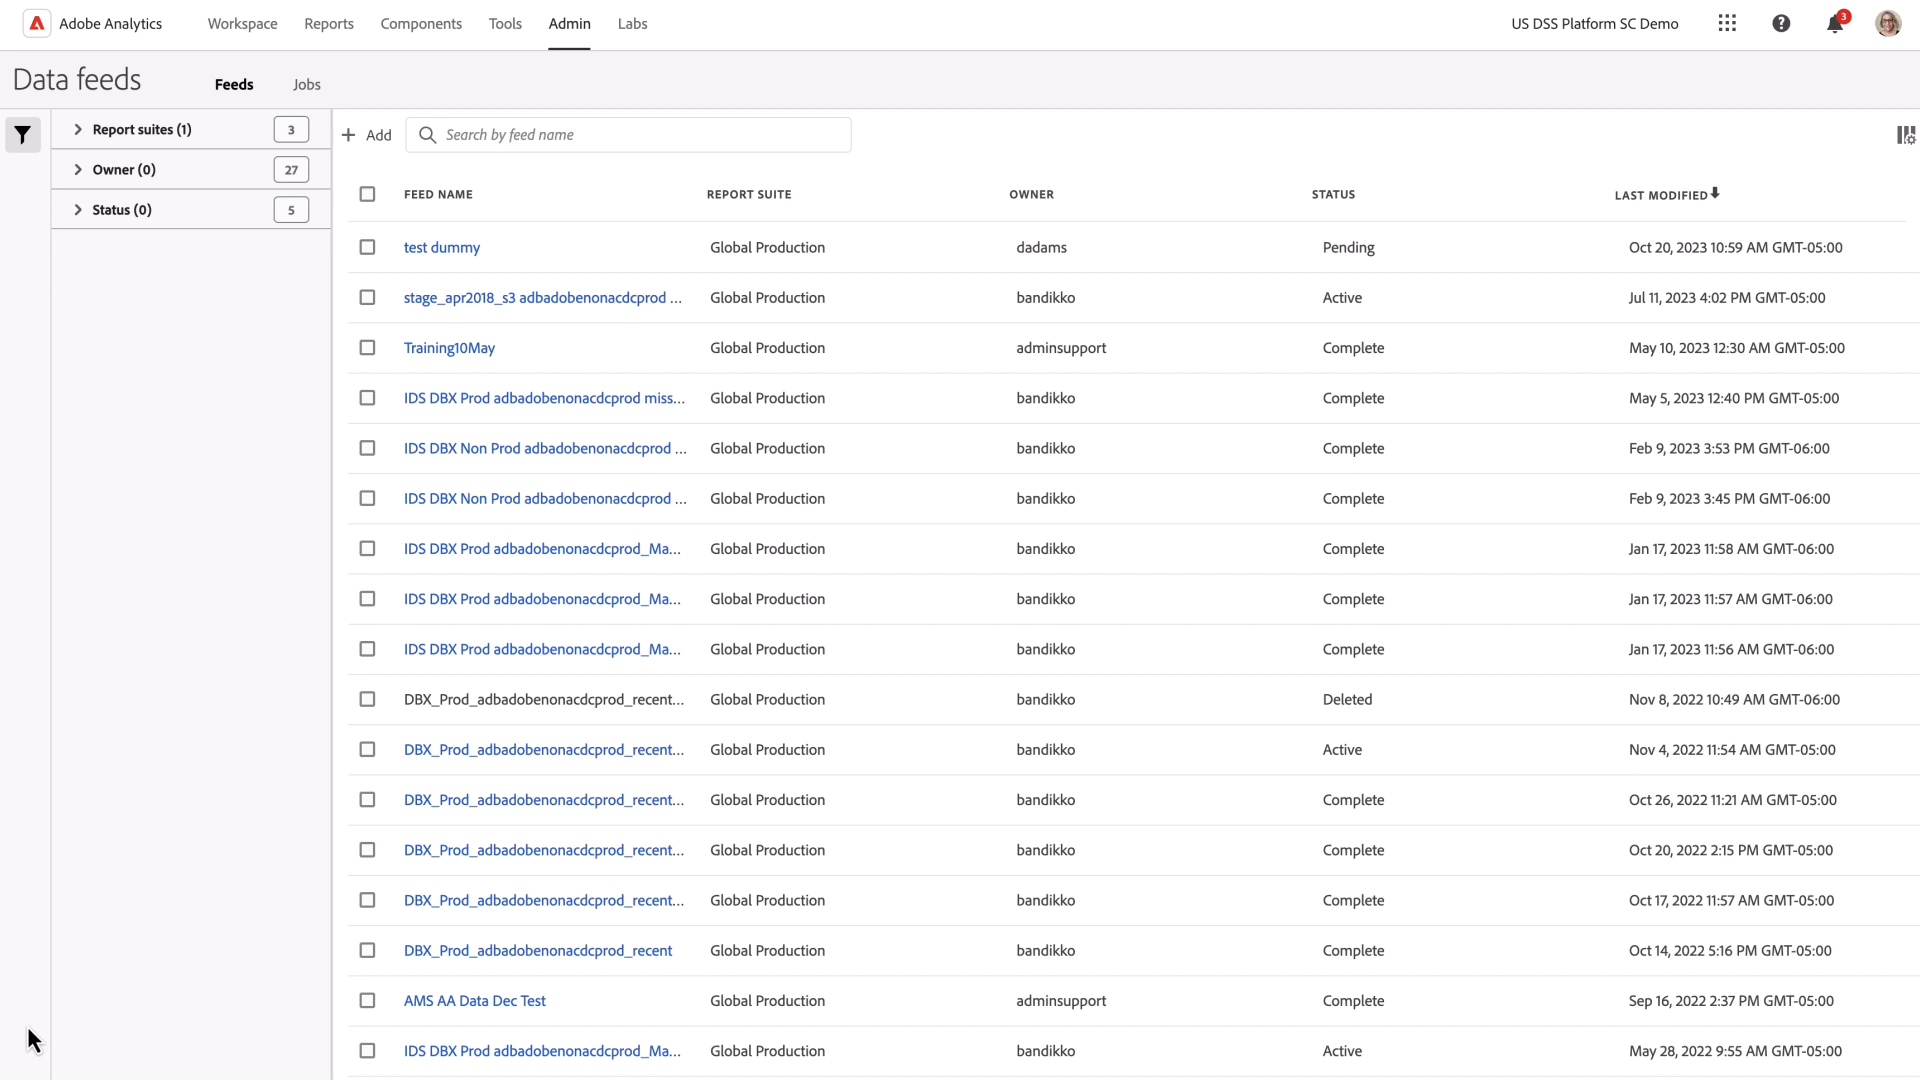 Adobe Analytics Workspace Reports Components Tools Admin Labs US DSS Platform SC Demo 3
Data feeds Feeds Jobs
Report suites (1) 3
Owner (0) 27
Status (0) 5
Add Search by feed name
FEED NAME REPORT SUITE OWNER STATUS LAST MODIFIED
test dummy Global Production dadams Pending Oct 20, 2023 10:59 AM GMT-05:00
stage_apr2018_s3 adbadobenonacdcprod ... Global Production bandikko Active Jul 11, 2023 4:02 PM GMT-05:00
Training10May Global Production adminsupport Complete May 10, 2023 12:30 AM GMT-05:00
IDS DBX Prod adbadobenonacdcprod miss... Global Production bandikko Complete May 5, 2023 12:40 PM GMT-05:00
IDS DBX Non Prod adbadobenonacdcprod ... Global Production bandikko Complete Feb 9, 2023 3:53 PM GMT-06:00
IDS DBX Non Prod adbadobenonacdcprod ... Global Production bandikko Complete Feb 9, 2023 3:45 PM GMT-06:00
IDS DBX Prod adbadobenonacdcprod_Ma... Global Production bandikko Complete Jan 17, 2023 11:58 AM GMT-06:00
IDS DBX Prod adbadobenonacdcprod_Ma... Global Production bandikko Complete Jan 17, 2023 11:57 AM GMT-06:00
IDS DBX Prod adbadobenonacdcprod_Ma... Global Production bandikko Complete Jan 17, 2023 11:56 AM GMT-06:00
DBX_Prod_adbadobenonacdcprod_recent... Global Production bandikko Deleted Nov 8, 2022 10:49 AM GMT-06:00
DBX_Prod_adbadobenonacdcprod_recent... Global Production bandikko Active Nov 4, 2022 11:54 AM GMT-05:00
DBX_Prod_adbadobenonacdcprod_recent... Global Production bandikko Complete Oct 26, 2022 11:21 AM GMT-05:00
DBX_Prod_adbadobenonacdcprod_recent... Global Production bandikko Complete Oct 20, 2022 2:15 PM GMT-05:00
DBX_Prod_adbadobenonacdcprod_recent... Global Production bandikko Complete Oct 17, 2022 11:57 AM GMT-05:00
DBX_Prod_adbadobenonacdcprod_recent Global Production bandikko Complete Oct 14, 2022 5:16 PM GMT-05:00
AMS AA Data Dec Test Global Production adminsupport Complete Sep 16, 2022 2:37 PM GMT-05:00
IDS DBX Prod adbadobenonacdcprod_Ma... Global Production bandikko Active May 28, 2022 9:55 AM GMT-05:00